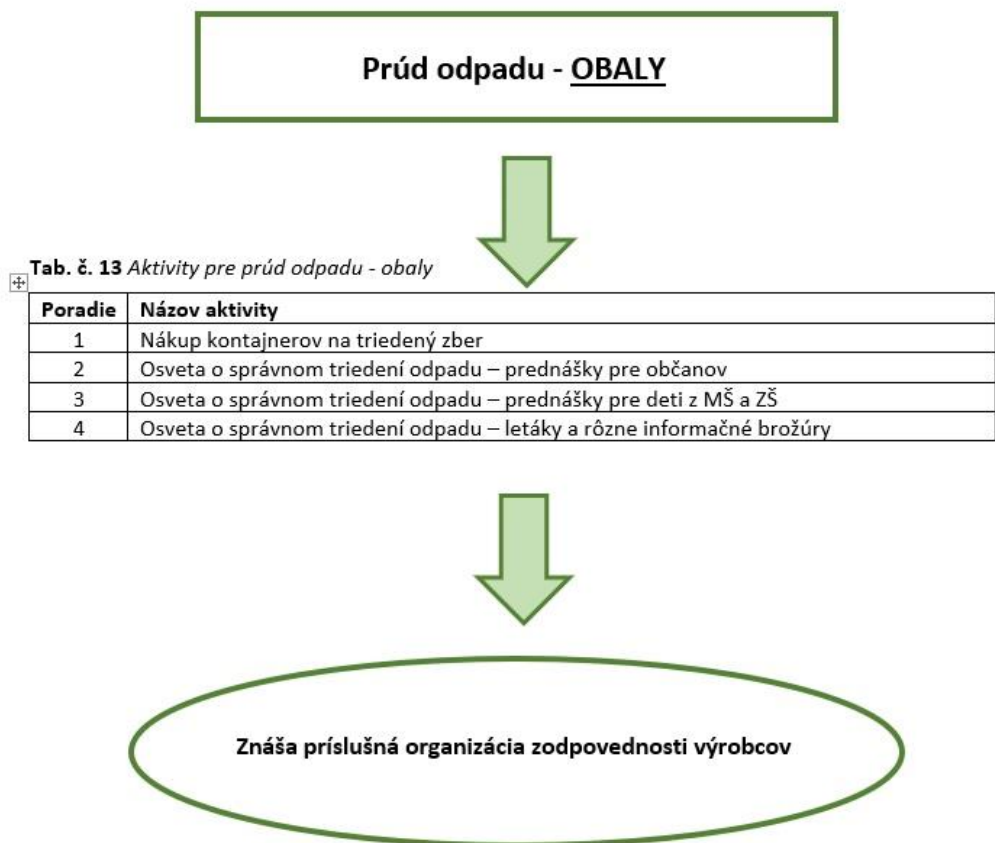 Prúd odpadu - OBALY
Tab. č. 13 Aktivity pre prúd odpadu - obaly
Poradie Názov aktivity
1 Nákup kontajnerov na triedený zber
2 Osveta o správnom triedení odpadu – prednášky pre občanov
3 Osveta o správnom triedení odpadu – prednášky pre deti z MŠ a ZŠ
4 Osveta o správnom triedení odpadu – letáky a rôzne informačné brožúry
Znáša príslušná organizácia zodpovednosti výrobcov